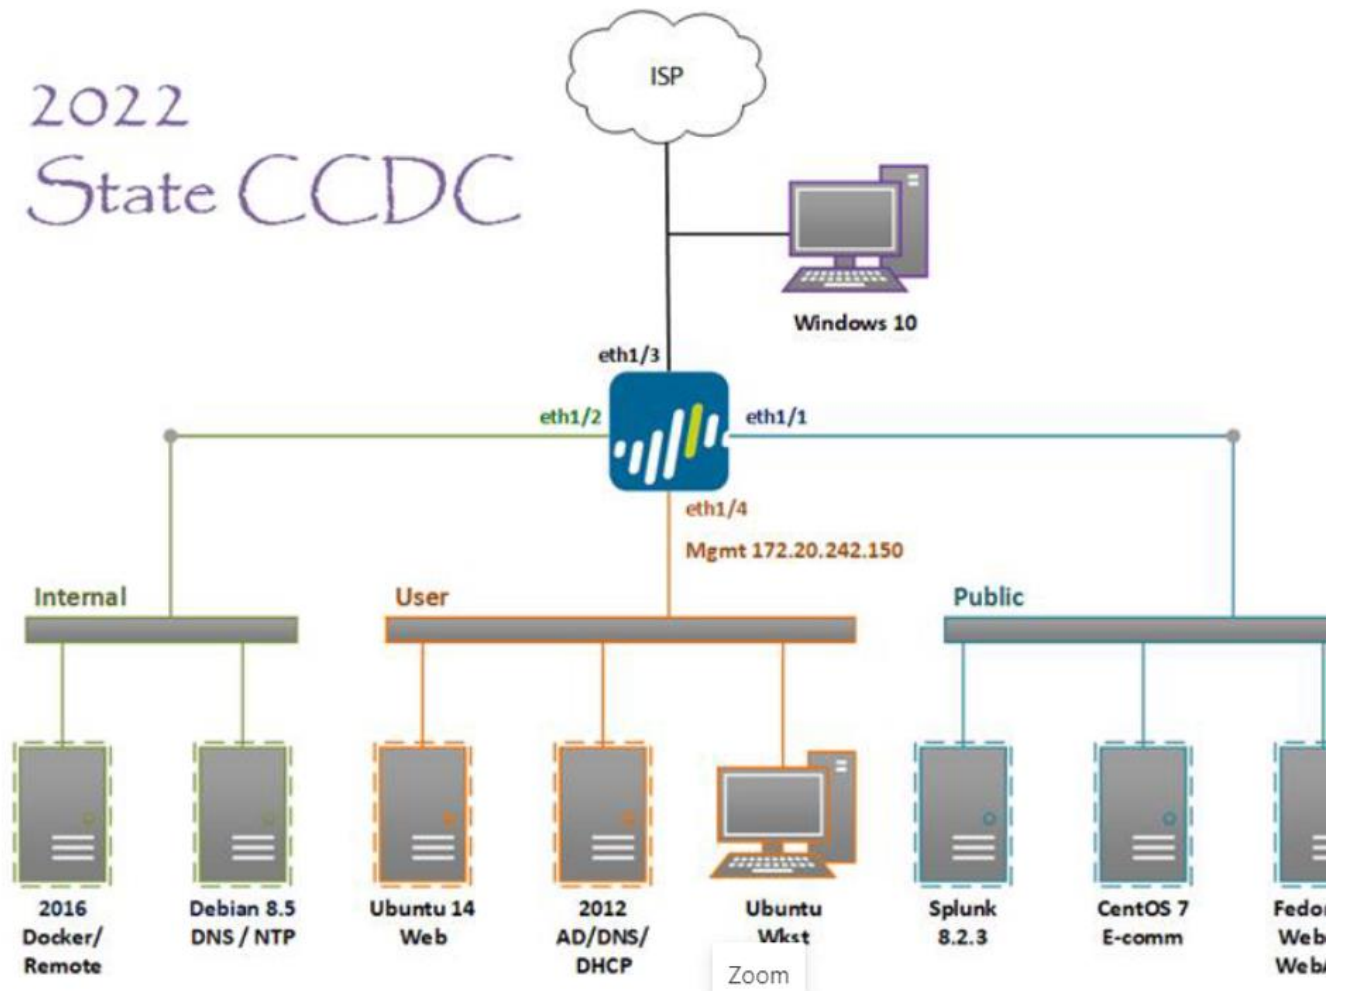 2022
State CCDC
ISP
Windows 10
eth1/3
eth1/2
eth1/1
eth1/4
Mgmt 172.20.242.150
Internal
User
Public
2016
Docker/
Remote
Debian 8.5
DNS / NTP
Ubuntu 14
Web
2012
AD/DNS/
DHCP
Ubuntu
Wkst
Splunk
8.2.3
CentOS 7
E-comm
Web
Zoom